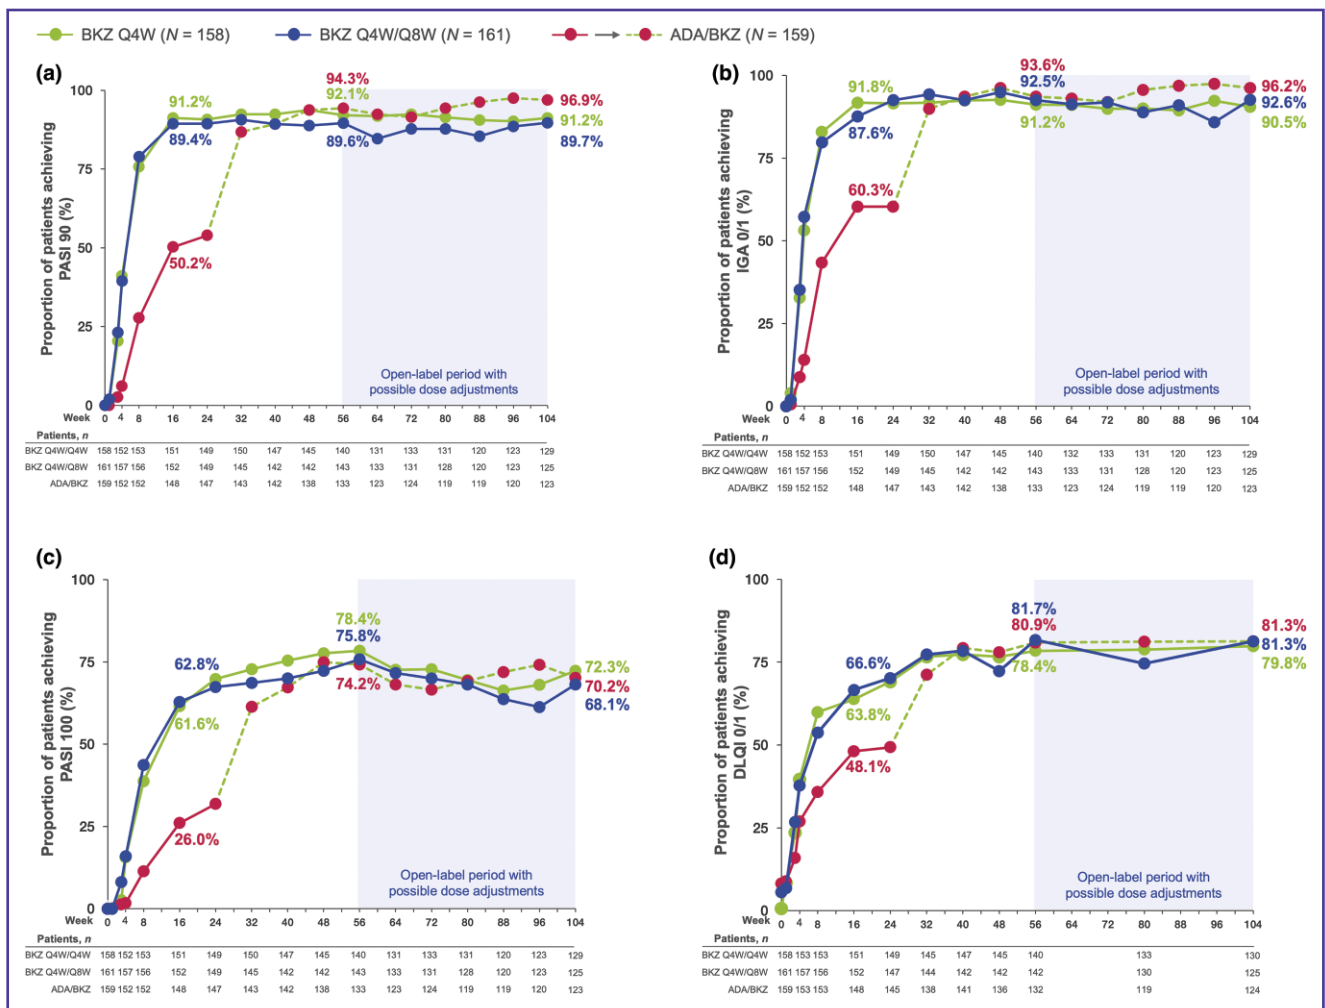 BKZ Q4W (N = 158) BKZ Q4W/Q8W (N = 161) ADA/BKZ (N = 159)
(a)
Proportion of patients achieving
PASI 90 (%)
100
75
50
25
0
91.2%
89.4%
50.2%
94.3%
92.1%
89.6%
96.9%
91.2%
89.7%
Open-label period with
possible dose adjustments
Week 0 4 8 16 24 32 40 48 56 64 72 80 88 96 104
Patients, n
BKZ Q4W/Q4W 158 152 153 151 149 150 147 145 140 131 133 131 120 123 129
BKZ Q4W/Q8W 161 157 156 152 149 145 142 142 143 133 131 128 120 123 125
ADA/BKZ 159 152 152 148 147 143 142 138 133 123 124 119 119 120 123
(b)
Proportion of patients achieving
IGA 0/1 (%)
100
75
50
25
0
91.8%
87.6%
60.3%
93.6%
92.5%
91.2%
96.2%
92.6%
90.5%
Open-label period with
possible dose adjustments
Week 0 4 8 16 24 32 40 48 56 64 72 80 88 96 104
Patients, n
BKZ Q4W/Q4W 158 152 153 151 149 150 147 145 140 132 133 131 120 123 129
BKZ Q4W/Q8W 161 157 156 152 149 145 142 142 143 133 131 128 120 123 125
ADA/BKZ 159 152 152 148 147 143 142 138 133 123 124 119 119 120 123
(c)
Proportion of patients achieving
PASI 100 (%)
100
75
50
25
0
62.8%
61.6%
26.0%
78.4%
75.8%
74.2%
72.3%
70.2%
68.1%
Open-label period with
possible dose adjustments
Week 0 4 8 16 24 32 40 48 56 64 72 80 88 96 104
Patients, n
BKZ Q4W/Q4W 158 152 153 151 149 150 147 145 140 131 133 131 120 123 129
BKZ Q4W/Q8W 161 157 156 152 149 145 142 142 143 133 131 128 120 123 125
ADA/BKZ 159 152 152 148 147 143 142 138 133 123 124 119 119 120 123
(d)
Proportion of patients achieving
DLQI 0/1 (%)
100
75
50
25
0
66.6%
63.8%
48.1%
81.7%
80.9%
78.4%
81.3%
81.3%
79.8%
Open-label period with
possible dose adjustments
Week 0 4 8 16 24 32 40 48 56 64 72 80 88 96 104
Patients, n
BKZ Q4W/Q4W 158 153 153 151 149 145 147 145 140 133 130
BKZ Q4W/Q8W 161 157 156 152 147 144 142 142 142 130 125
ADA/BKZ 159 153 153 148 145 138 141 136 132 119 124